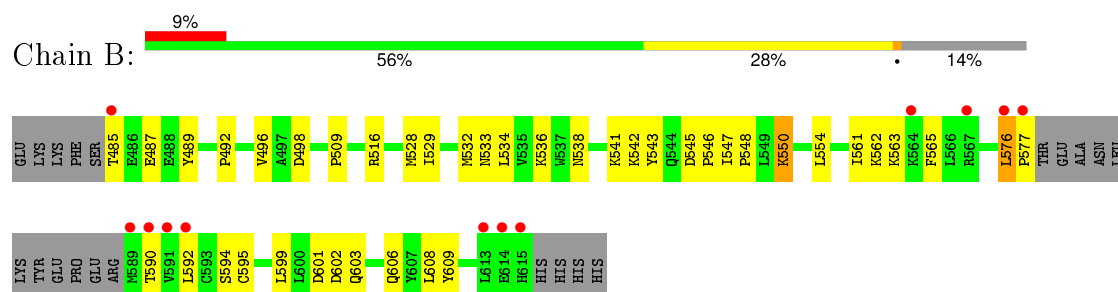 9%
Chain B:
56% 28% • 14%
GLU LYS LYS PHE SER T485 E486 E487 E488 Y489 P492 V496 A497 D498 P509 R516 M528 I529 M532 N533 L534 V535 K536 W537 N538 K541 K542 Y543 Q544 D545 P546 I547 P548 L549 K550 L554 I561 K562 K563 K564 F565 L566 R567 L576 P577 THR GLU ALA ASN LEU
LYS TYR GLU PRO GLU ARG M589 T590 V591 L592 C593 S594 C595 L599 L600 D601 D602 Q603 Q606 Y607 L608 Y609 L613 E614 H615 HIS HIS HIS HIS